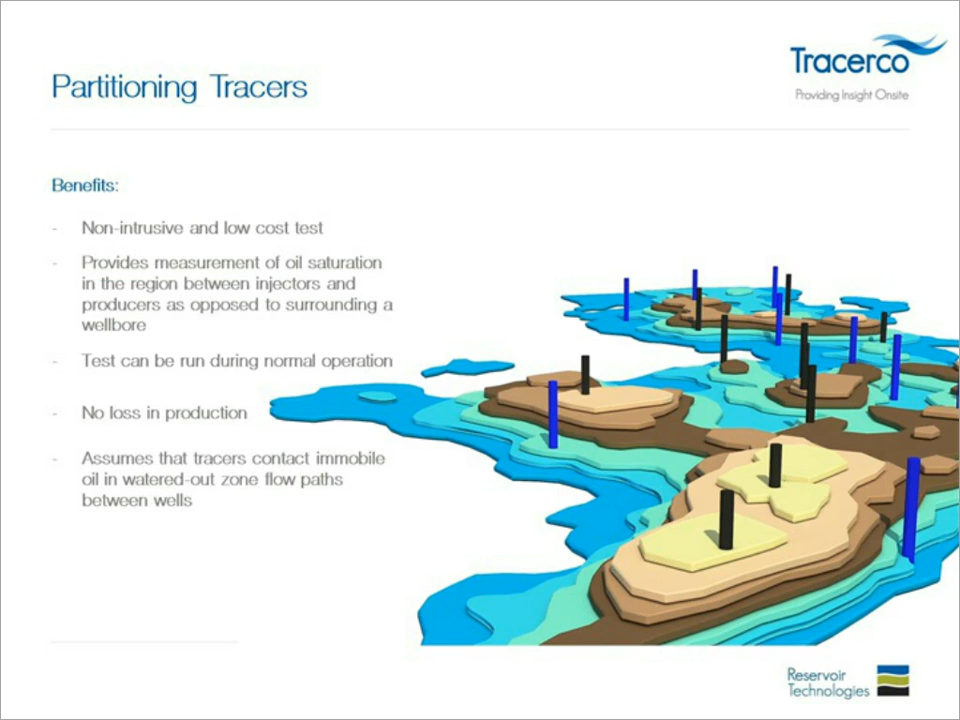 Partitioning Tracers
Tracerco
Providing Insight Onsite
Benefits:
- Non-intrusive and low cost test
- Provides measurement of oil saturation
in the region between injectors and
producers as opposed to surrounding a
wellbore
- Test can be run during normal operation
- No loss in production
- Assumes that tracers contact immobile
oil in watered-out zone flow paths
between wells
Reservoir
Technologies